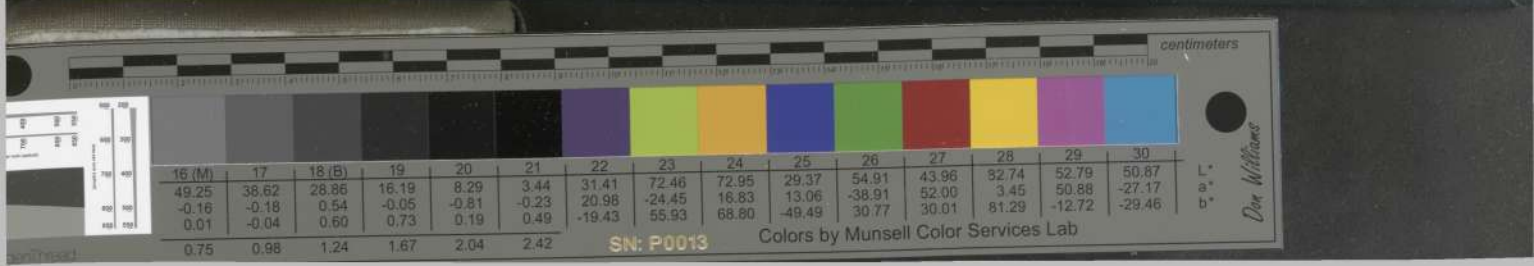 centimeters
16 (M) 17 18 (B) 19 20 21 22 23 24 25 26 27 28 29 30
49.25 38.62 28.86 16.19 8.29 3.44 31.41 72.46 72.95 29.37 54.91 43.96 82.74 52.79 50.87 L*
-0.16 -0.18 0.54 -0.05 -0.81 -0.23 20.98 -24.45 16.83 13.06 -38.91 52.00 3.45 50.88 -27.17 a*
0.01 -0.04 0.60 0.73 0.19 0.49 -19.43 55.93 68.80 -49.49 30.77 30.01 81.29 -12.72 -29.46 b*
0.75 0.98 1.24 1.67 2.04 2.42 SN: P0013 Colors by Munsell Color Services Lab
Don Williams